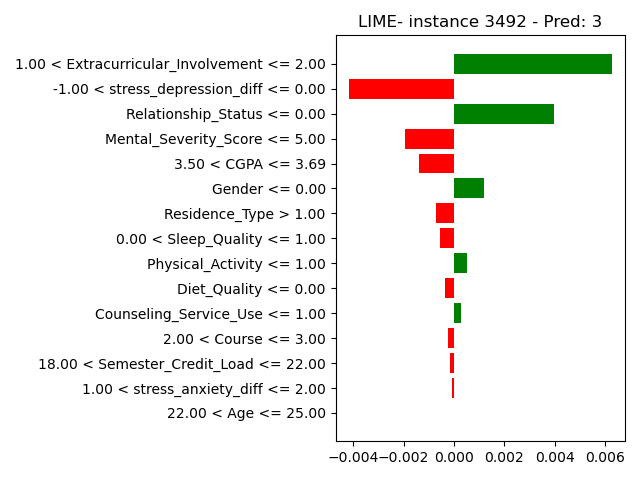 LIME- instance 3492 - Pred: 3
1.00 < Extracurricular_Involvement <= 2.00
-1.00 < stress_depression_diff <= 0.00
Relationship_Status <= 0.00
Mental_Severity_Score <= 5.00
3.50 < CGPA <= 3.69
Gender <= 0.00
Residence_Type > 1.00
0.00 < Sleep_Quality <= 1.00
Physical_Activity <= 1.00
Diet_Quality <= 0.00
Counseling_Service_Use <= 1.00
2.00 < Course <= 3.00
18.00 < Semester_Credit_Load <= 22.00
1.00 < stress_anxiety_diff <= 2.00
22.00 < Age <= 25.00
−0.004 −0.002 0.000 0.002 0.004 0.006